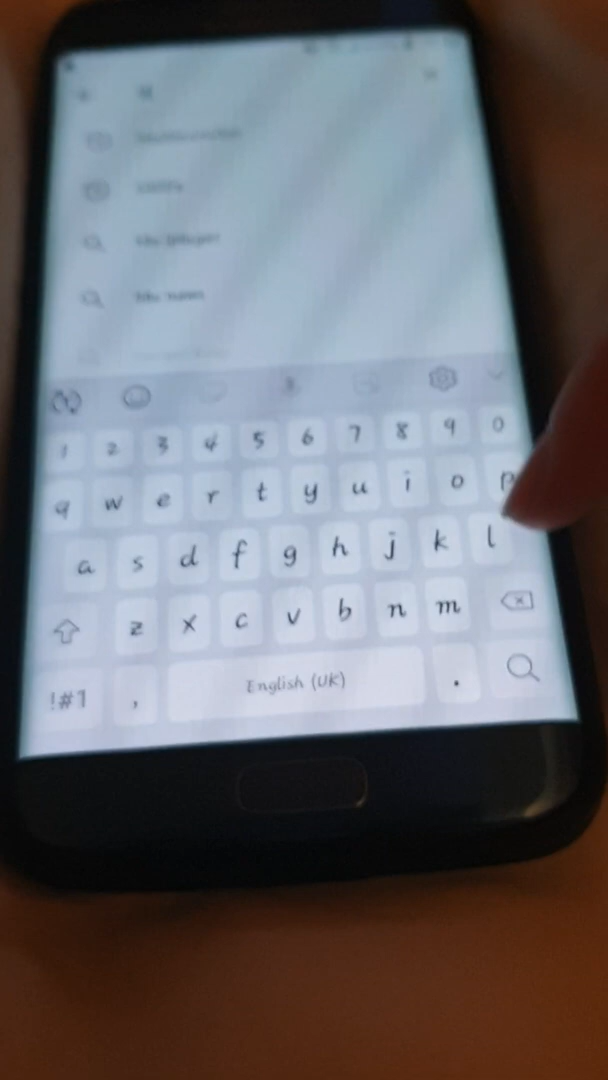 1 2 3 4 5 6 7 8 9 0
q w e r t y u i o p
a s d f g h j k l
z x c v b n m
!#1 , English (UK) .